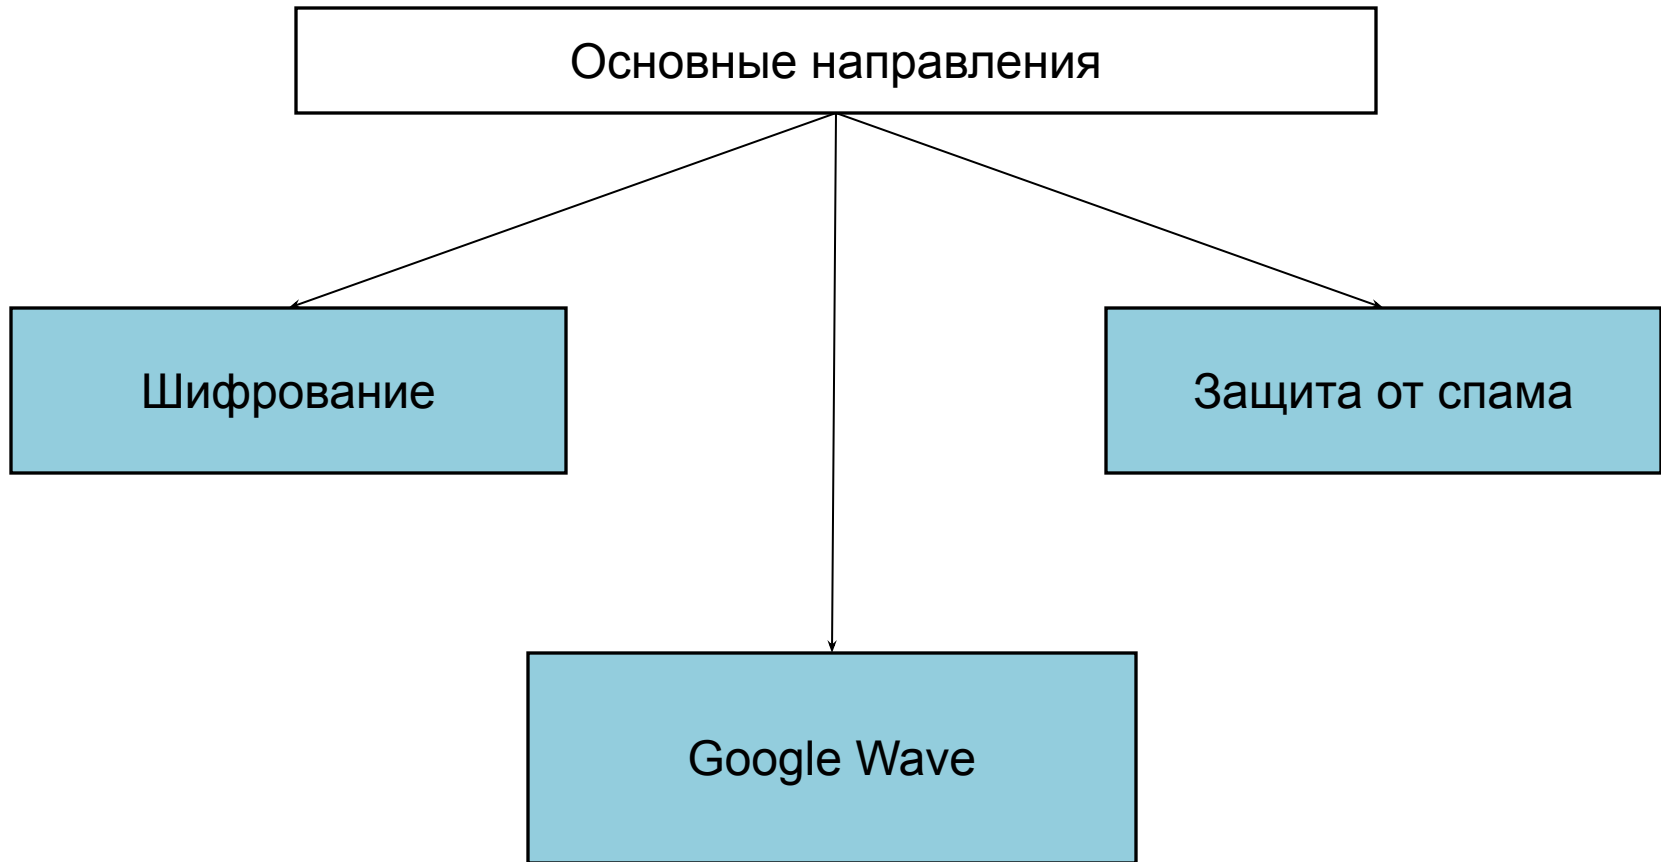 Основные направления
Шифрование
Защита от спама
Google Wave